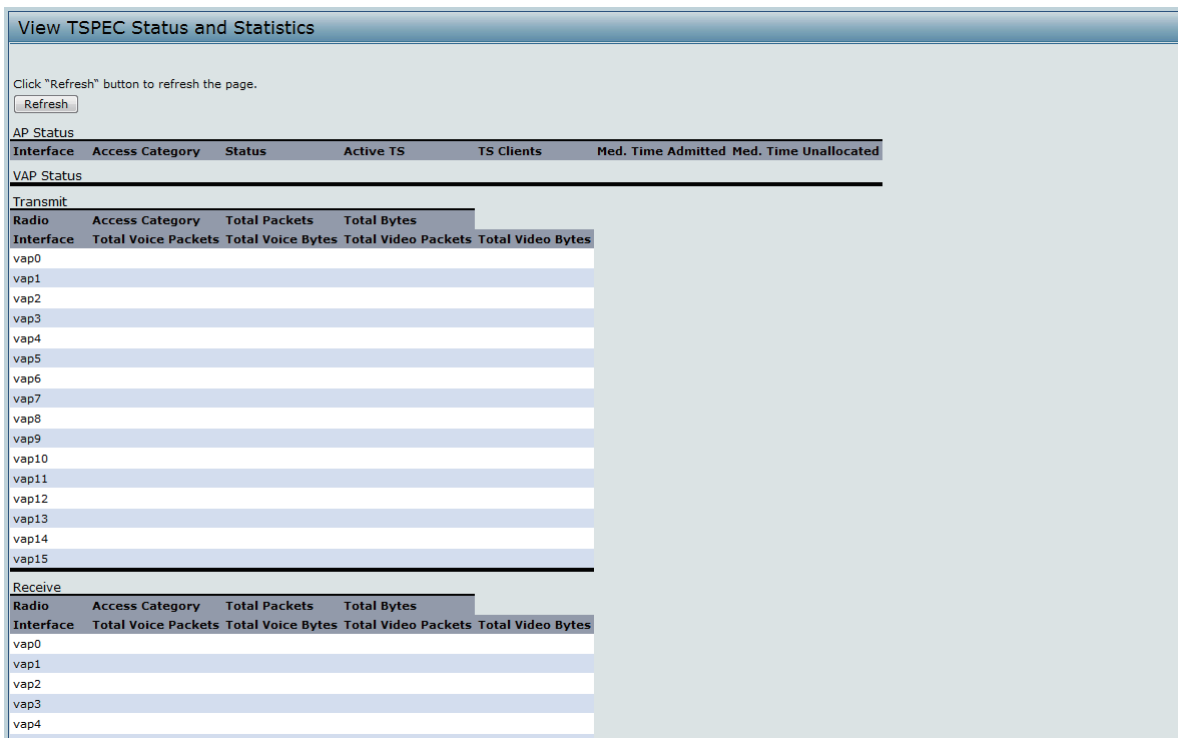 View TSPEC Status and Statistics
Click "Refresh" button to refresh the page.
Refresh
AP Status
Interface Access Category Status Active TS TS Clients Med. Time Admitted Med. Time Unallocated
VAP Status
Transmit
Radio Access Category Total Packets Total Bytes
Interface Total Voice Packets Total Voice Bytes Total Video Packets Total Video Bytes
vap0
vap1
vap2
vap3
vap4
vap5
vap6
vap7
vap8
vap9
vap10
vap11
vap12
vap13
vap14
vap15
Receive
Radio Access Category Total Packets Total Bytes
Interface Total Voice Packets Total Voice Bytes Total Video Packets Total Video Bytes
vap0
vap1
vap2
vap3
vap4